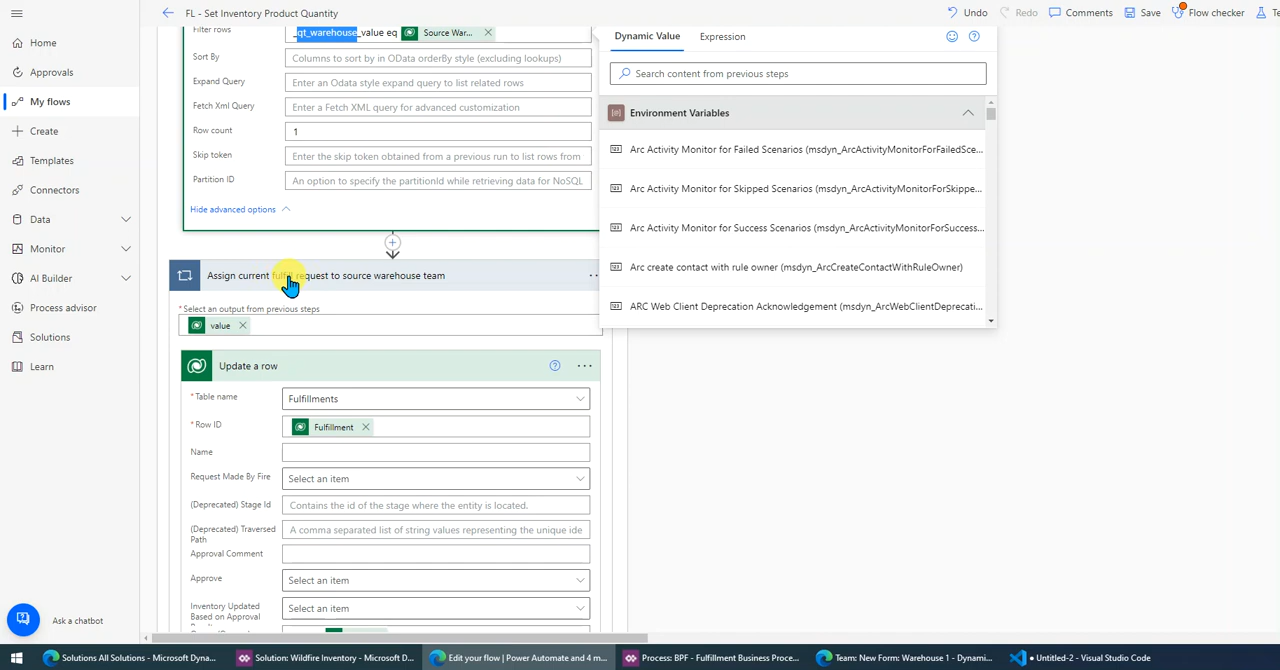 FL - Set Inventory Product Quantity
Undo Redo Comments Save Flow checker Te
Home
Approvals
My flows
Create
Templates
Connectors
Data
Monitor
AI Builder
Process advisor
Solutions
Learn
Ask a chatbot
Filter rows _qt_warehouse_value eq Source War...
Sort By Columns to sort by in OData orderBy style (excluding lookups)
Expand Query Enter an Odata style expand query to list related rows
Fetch Xml Query Enter a Fetch XML query for advanced customization
Row count 1
Skip token Enter the skip token obtained from a previous run to list rows from
Partition ID An option to specify the partitionId while retrieving data for NoSQL
Hide advanced options
Assign current fulfill request to source warehouse team
* Select an output from previous steps
value
Update a row
* Table name Fulfillments
* Row ID Fulfillment
Name
Request Made By Fire Select an item
(Deprecated) Stage Id Contains the id of the stage where the entity is located.
(Deprecated) Traversed Path A comma separated list of string values representing the unique ide
Approval Comment
Approve Select an item
Inventory Updated
Based on Approval
Select an item
Dynamic Value Expression
Search content from previous steps
Environment Variables
Arc Activity Monitor for Failed Scenarios (msdyn_ArcActivityMonitorForFailedSce...
Arc Activity Monitor for Skipped Scenarios (msdyn_ArcActivityMonitorForSkippe...
Arc Activity Monitor for Success Scenarios (msdyn_ArcActivityMonitorForSuccess...
Arc create contact with rule owner (msdyn_ArcCreateContactWithRuleOwner)
ARC Web Client Deprecation Acknowledgement (msdyn_ArcWebClientDeprecati...
Solutions All Solutions - Microsoft Dyna...
Solution: Wildfire Inventory - Microsoft D...
Edit your flow | Power Automate and 4 m...
Process: BPF - Fulfillment Business Proce...
Team: New Form: Warehouse 1 - Dynami...
• Untitled-2 - Visual Studio Code